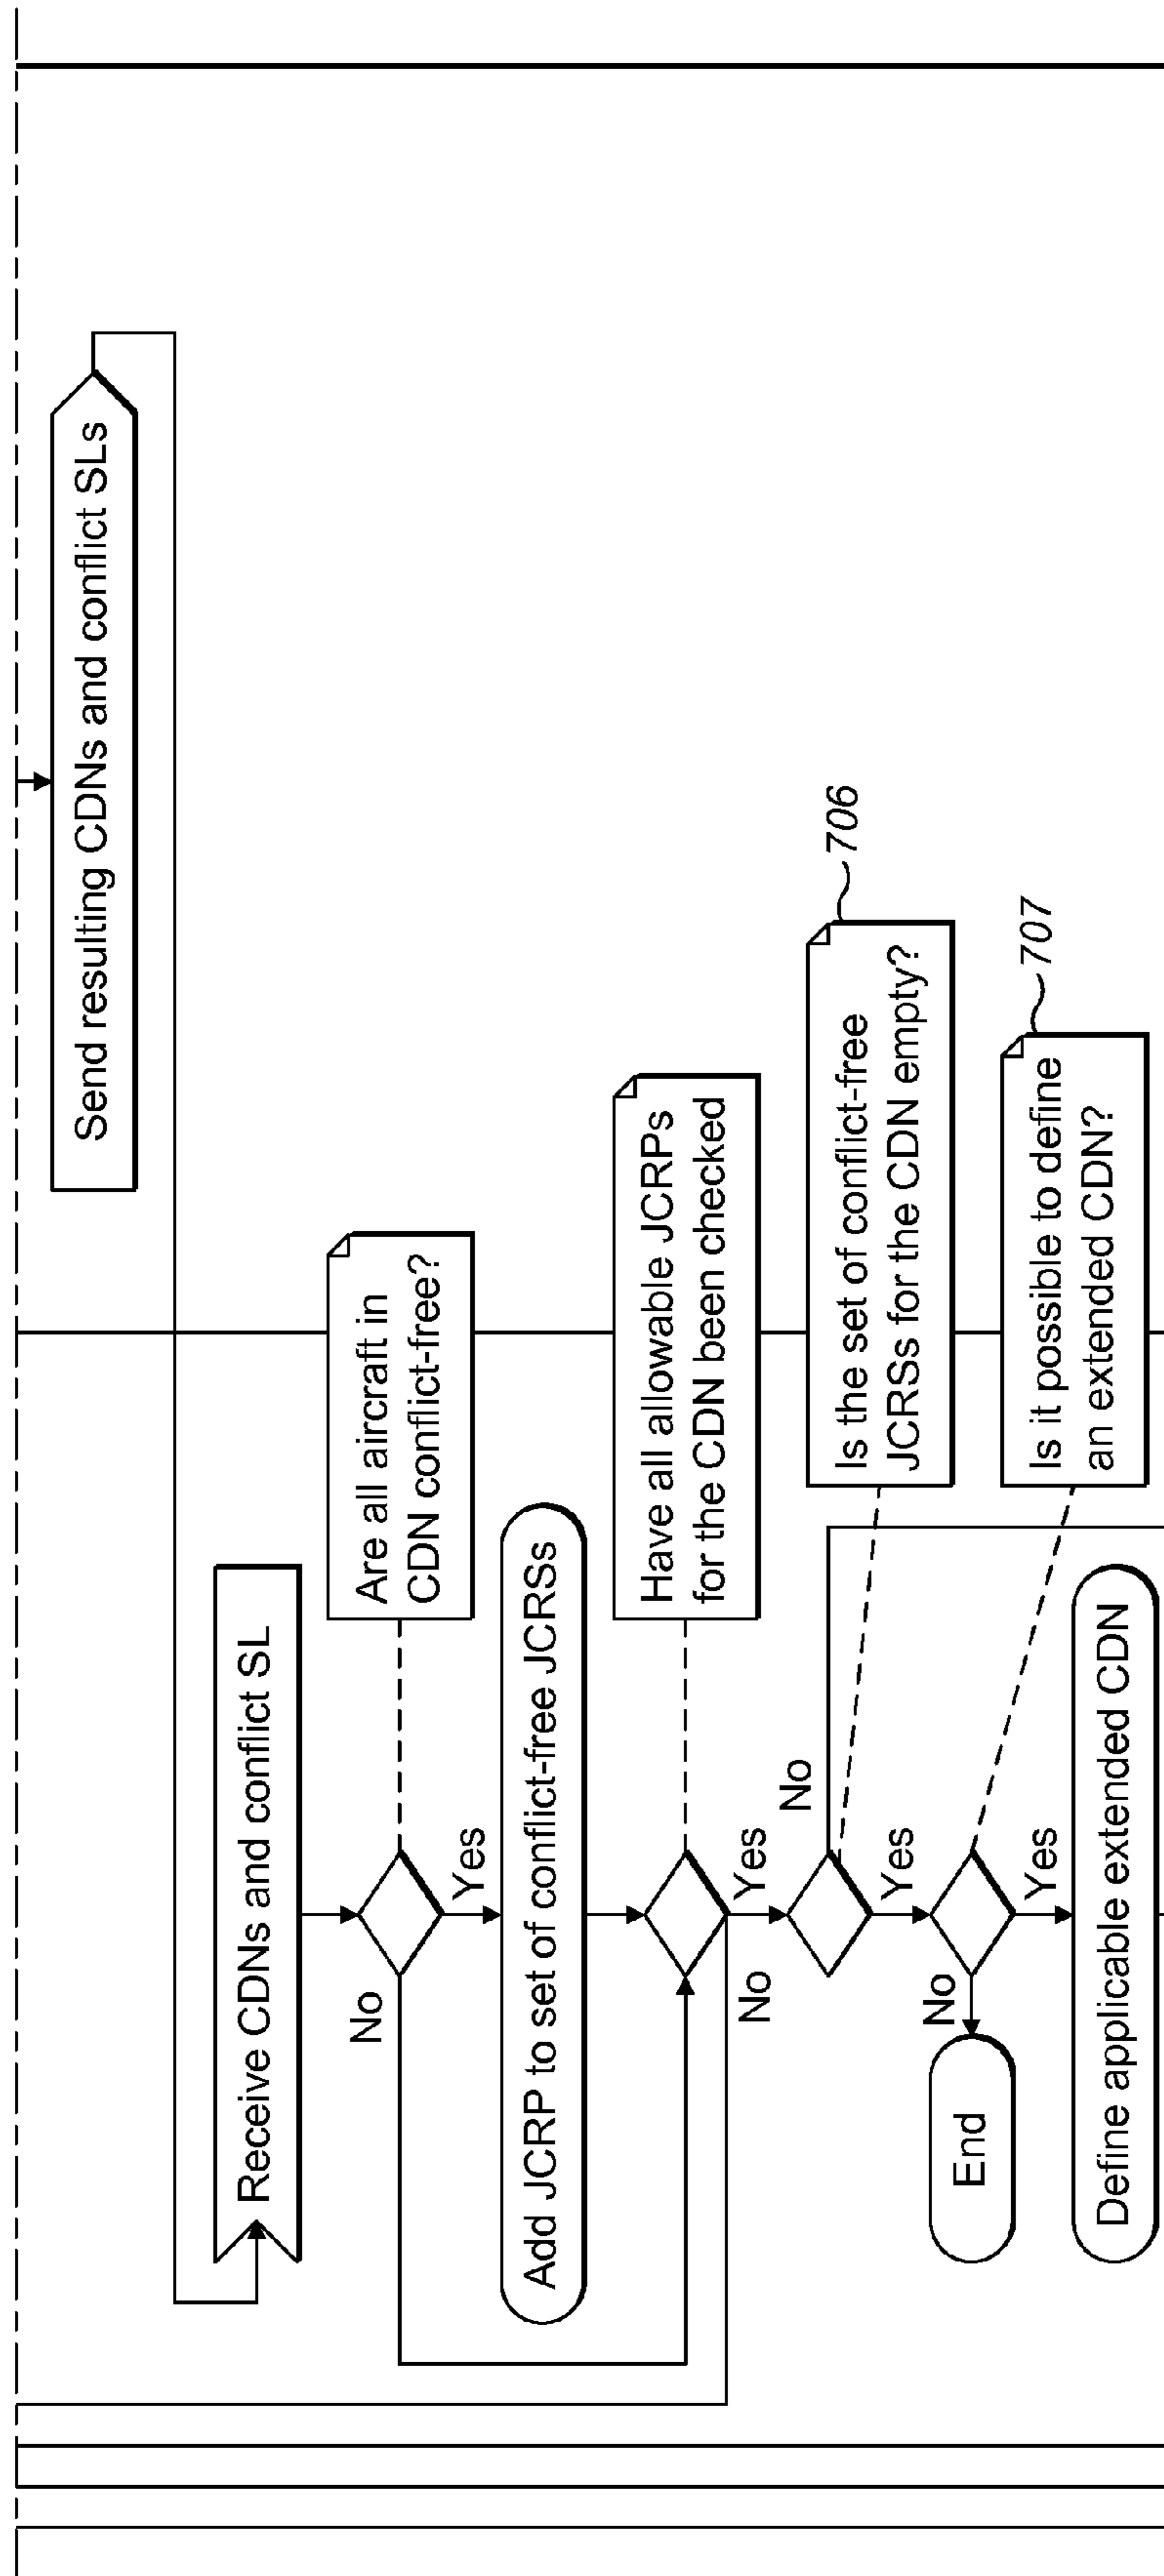 Send resulting CDNs and conflict SLs
Receive CDNs and conflict SL
Are all aircraft in
CDN conflict-free?
No
Yes
Add JCRP to set of conflict-free JCRSs
Have all allowable JCRPs
for the CDN been checked
No
Yes
No
Is the set of conflict-free
JCRSs for the CDN empty?
706
Yes
Is it possible to define
an extended CDN?
707
No
Yes
End
Define applicable extended CDN